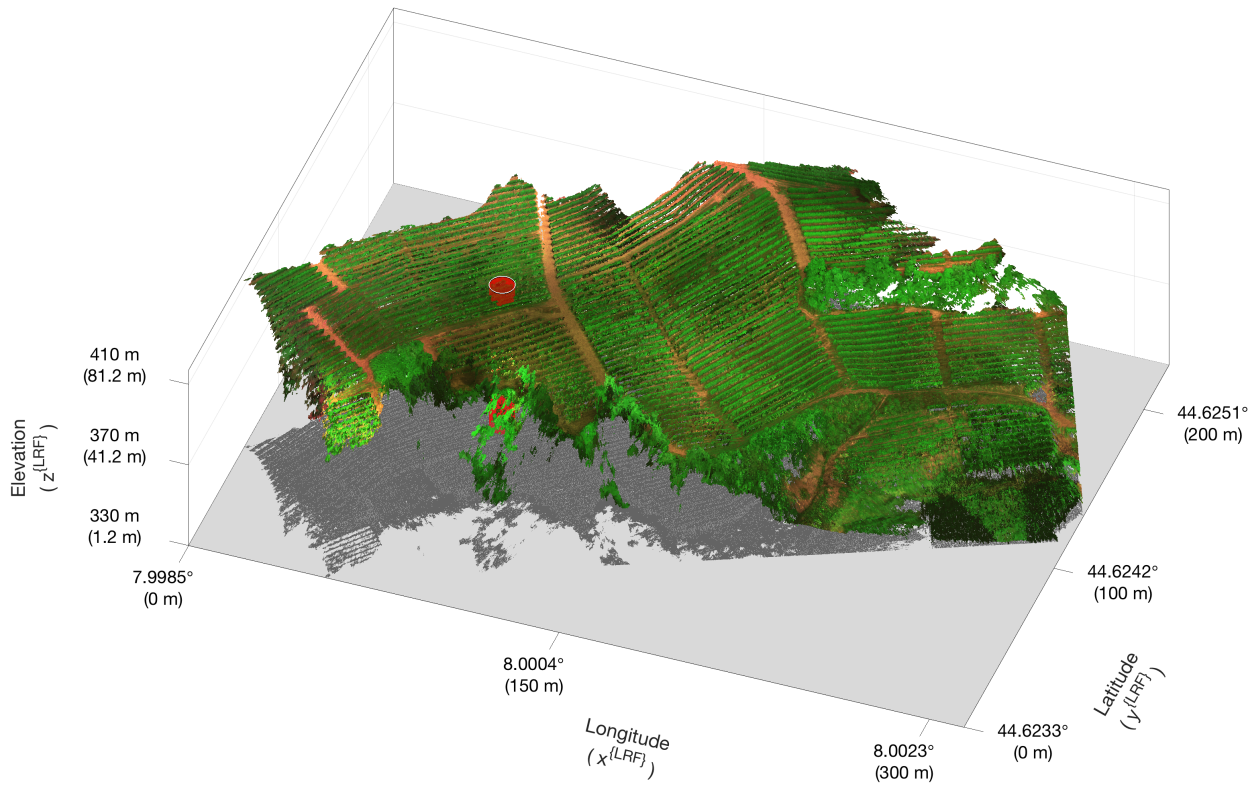 410 m
(81.2 m)
370 m
(41.2 m)
330 m
(1.2 m)
Elevation
( z^{LRF} )
7.9985°
(0 m)
8.0004°
(150 m)
8.0023°
(300 m)
Longitude
( x^{LRF} )
44.6251°
(200 m)
44.6242°
(100 m)
44.6233°
(0 m)
Latitude
( y^{LRF} )